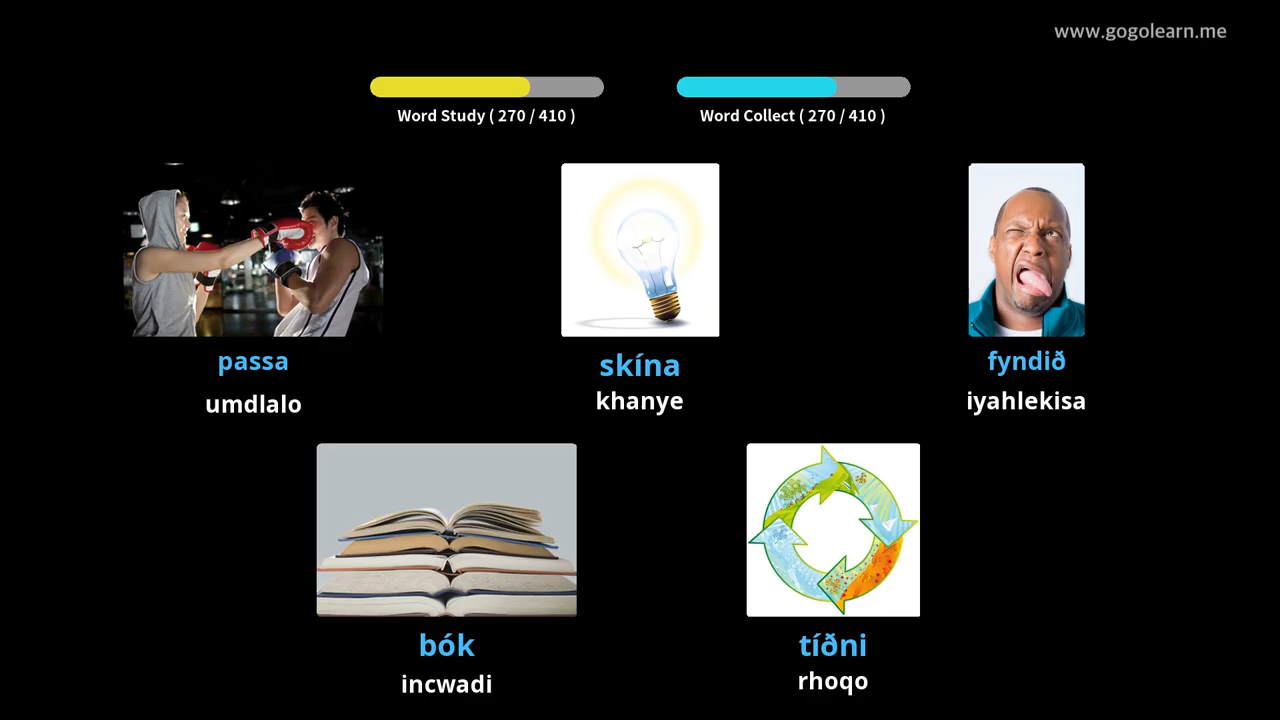 www.gogolearn.me
Word Study ( 270 / 410 )
Word Collect ( 270 / 410 )
passa
umdlalo
skína
khanye
fyndið
iyahlekisa
bók
incwadi
tíðni
rhoqo